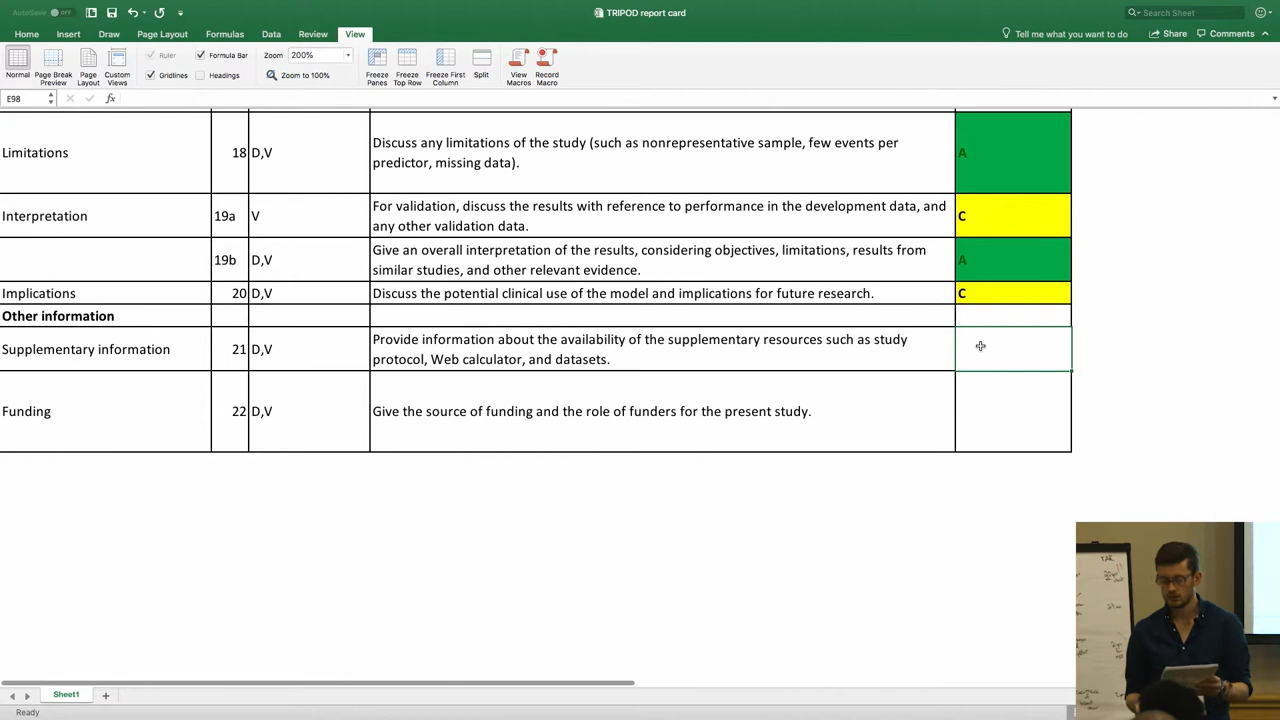 AutoSave OFF
TRIPOD report card
Search Sheet
Home Insert Draw Page Layout Formulas Data Review View
Tell me what you want to do Share Comments
Normal Page Break Preview Page Layout Custom Views
Ruler Formula Bar Zoom 200%
Gridlines Headings Zoom to 100%
Freeze Panes Freeze Top Row Freeze First Column Split View Macros Record Macro
E98 fx
Limitations 18 D,V Discuss any limitations of the study (such as nonrepresentative sample, few events per
predictor, missing data). A
Interpretation 19a V For validation, discuss the results with reference to performance in the development data, and
any other validation data. C
19b D,V Give an overall interpretation of the results, considering objectives, limitations, results from
similar studies, and other relevant evidence. A
Implications 20 D,V Discuss the potential clinical use of the model and implications for future research. C
Other information
Supplementary information 21 D,V Provide information about the availability of the supplementary resources such as study
protocol, Web calculator, and datasets.
Funding 22 D,V Give the source of funding and the role of funders for the present study.
Sheet1
Ready